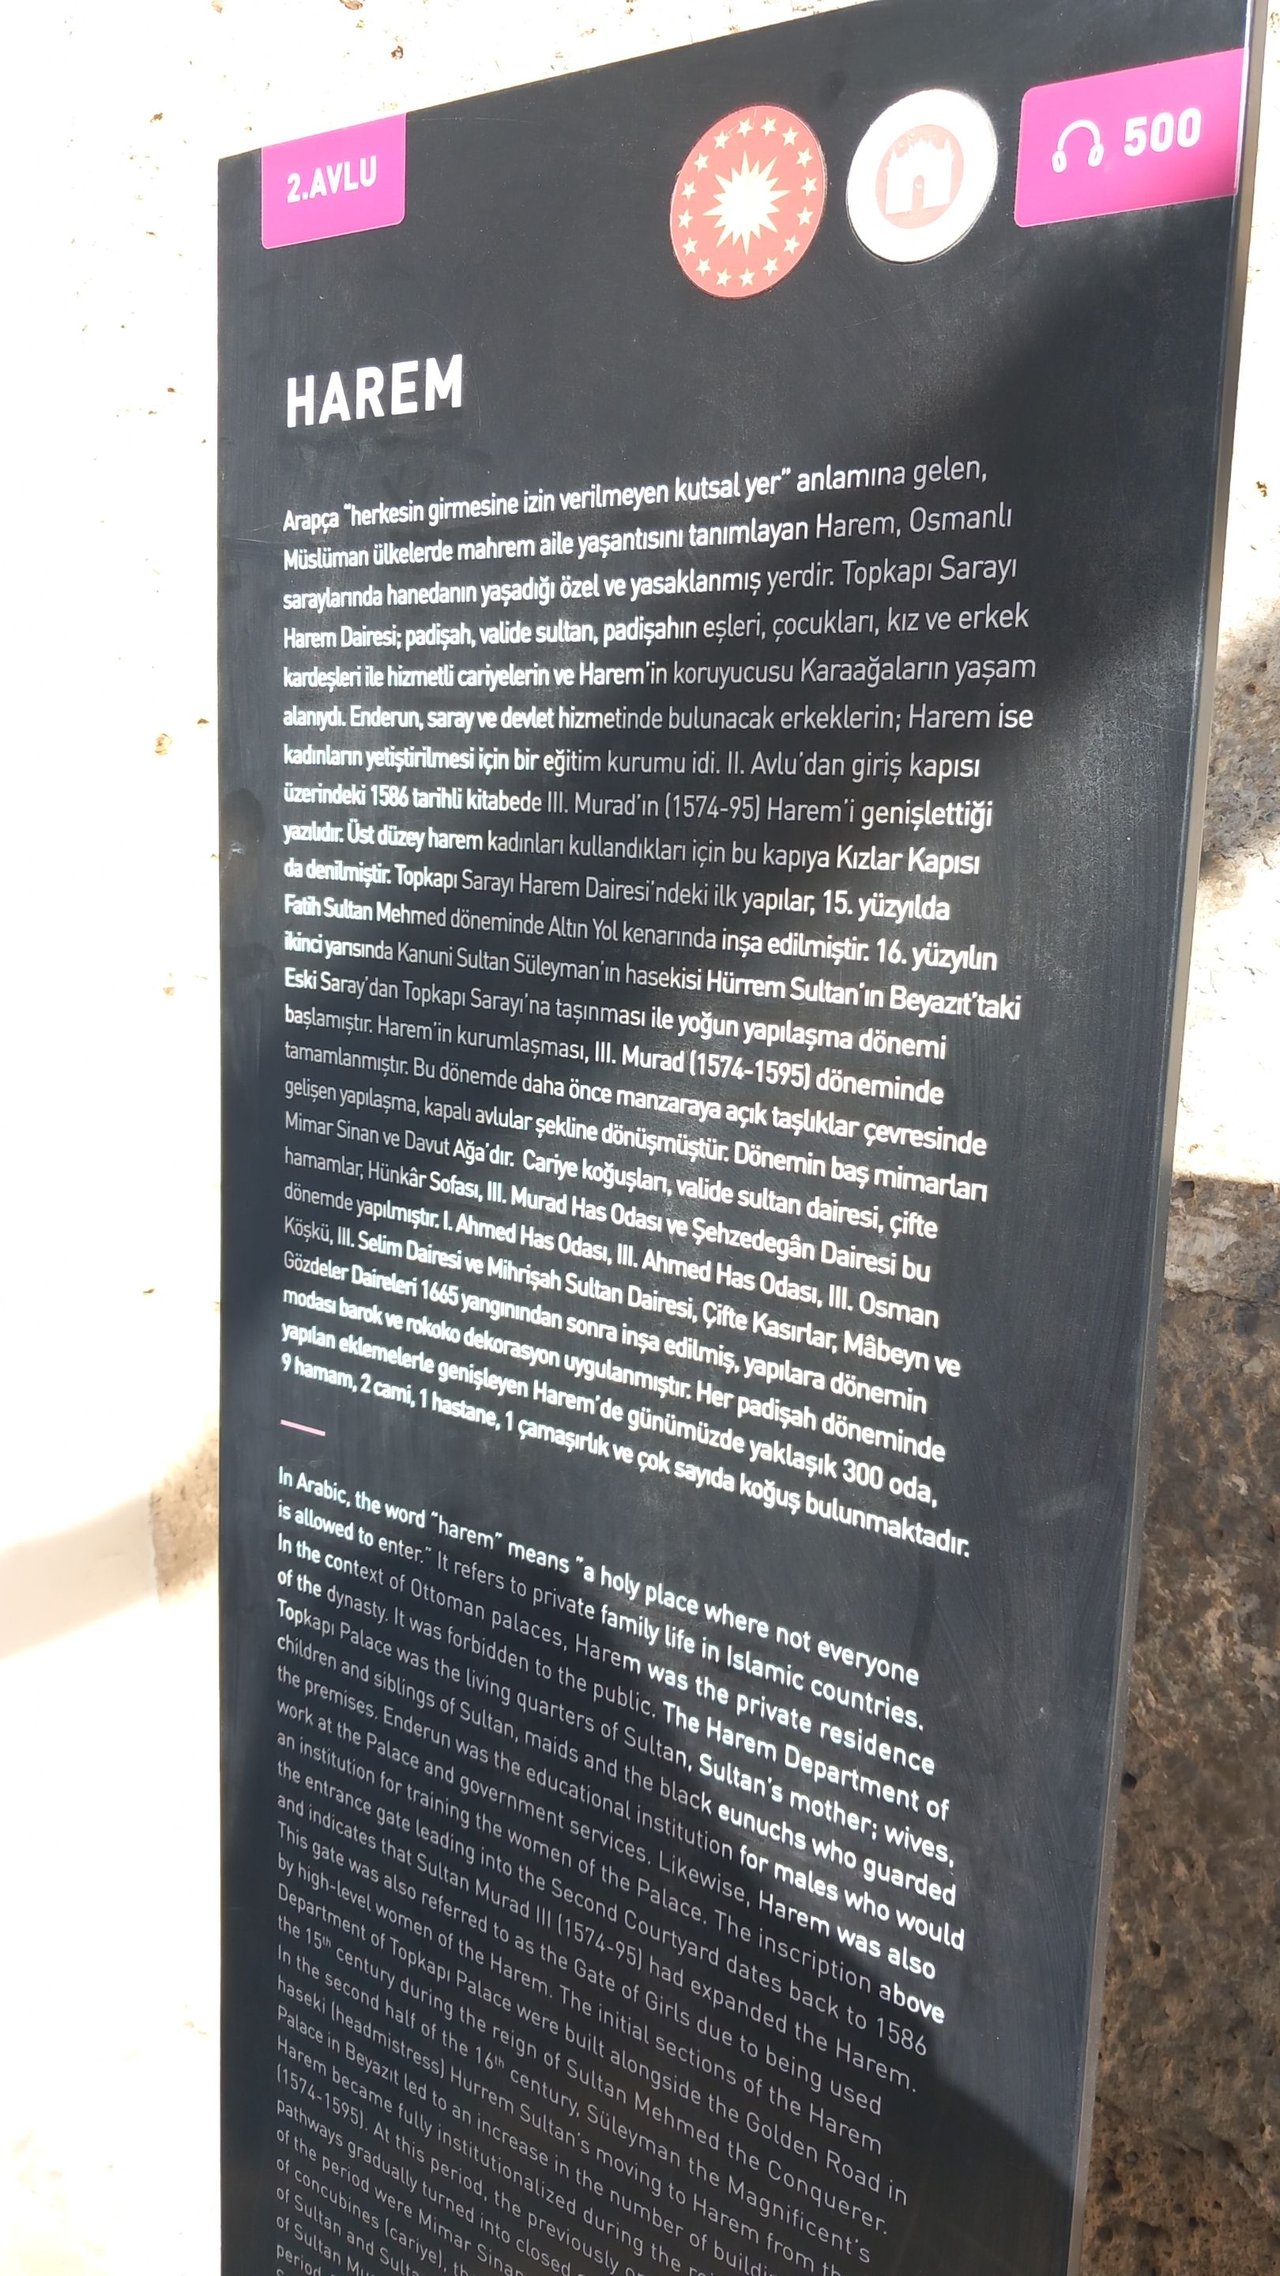 2.AVLU
500
HAREM
Arapça “herkesin girmesine izin verilmeyen kutsal yer” anlamına gelen,
Müslüman ülkelerde mahrem aile yaşantısını tanımlayan Harem, Osmanlı
saraylarında hanedanın yaşadığı özel ve yasaklanmış yerdir. Topkapı Sarayı
Harem Dairesi; padişah, valide sultan, padişahın eşleri, çocukları, kız ve erkek
kardeşleri ile hizmetli cariyelerin ve Harem’in koruyucusu Karaağaların yaşam
alanıydı. Enderun, saray ve devlet hizmetinde bulunacak erkeklerin; Harem ise
kadınların yetiştirilmesi için bir eğitim kurumu idi. II. Avlu’dan giriş kapısı
üzerindeki 1586 tarihli kitabede III. Murad’ın (1574-95) Harem’i genişlettiği
yazılıdır. Üst düzey harem kadınları kullandıkları için bu kapıya Kızlar Kapısı
da denilmiştir. Topkapı Sarayı Harem Dairesi’ndeki ilk yapılar, 15. yüzyılda
Fatih Sultan Mehmed döneminde Altın Yol kenarında inşa edilmiştir. 16. yüzyılın
ikinci yarısında Kanuni Sultan Süleyman’ın hasekisi Hürrem Sultan’ın Beyazıt’taki
Eski Saray’dan Topkapı Sarayı’na taşınması ile yoğun yapılaşma dönemi
başlamıştır. Harem’in kurumlaşması, III. Murad (1574-1595) döneminde
tamamlanmıştır. Bu dönemde daha önce manzaraya açık taşlıklar çevresinde
gelişen yapılaşma, kapalı avlular şekline dönüşmüştür. Dönemin baş mimarları
Mimar Sinan ve Davut Ağa’dır. Cariye koğuşları, valide sultan dairesi, çifte
hamamlar, Hünkâr Sofası, III. Murad Has Odası ve Şehzedegân Dairesi bu
dönemde yapılmıştır. I. Ahmed Has Odası, III. Ahmed Has Odası, III. Osman
Köşkü, III. Selim Dairesi ve Mihrişah Sultan Dairesi, Çifte Kasırlar, Mâbeyn ve
Gözdeler Daireleri 1665 yangınından sonra inşa edilmiş, yapılara dönemin
modası barok ve rokoko dekorasyon uygulanmıştır. Her padişah döneminde
yapılan eklemelerle genişleyen Harem’de günümüzde yaklaşık 300 oda,
9 hamam, 2 cami, 1 hastane, 1 çamaşırlık ve çok sayıda koğuş bulunmaktadır.
In Arabic, the word “harem” means “a holy place where not everyone
is allowed to enter.” It refers to private family life in Islamic countries.
In the context of Ottoman palaces, Harem was the private residence
of the dynasty. It was forbidden to the public. The Harem Department of
Topkapı Palace was the living quarters of Sultan, Sultan’s mother; wives,
children and siblings of Sultan, maids and the black eunuchs who guarded
the premises. Enderun was the educational institution for males who would
work at the Palace and government services. Likewise, Harem was also
an institution for training the women of the Palace. The inscription above
the entrance gate leading into the Second Courtyard dates back to 1586
and indicates that Sultan Murad III (1574-95) had expanded the Harem.
This gate was also referred to as the Gate of Girls due to being used
by high-level women of the Harem. The initial sections of the Harem
Department of Topkapı Palace were built alongside the Golden Road in
the 15th century during the reign of Sultan Mehmed the Conquerer.
In the second half of the 16th century, Süleyman the Magnificent’s
haseki (headmistress) Hurrem Sultan’s moving to Harem from th
Palace in Beyazıt led to an increase in the number of buildi
Harem became fully institutionalized during the re
(1574-1595). At this period, the previously
pathways gradually turned into closed
of the period were Mimar Sinan
of concubines (cariye), th
of Sultan and Sulta
of Sultan Mu
period